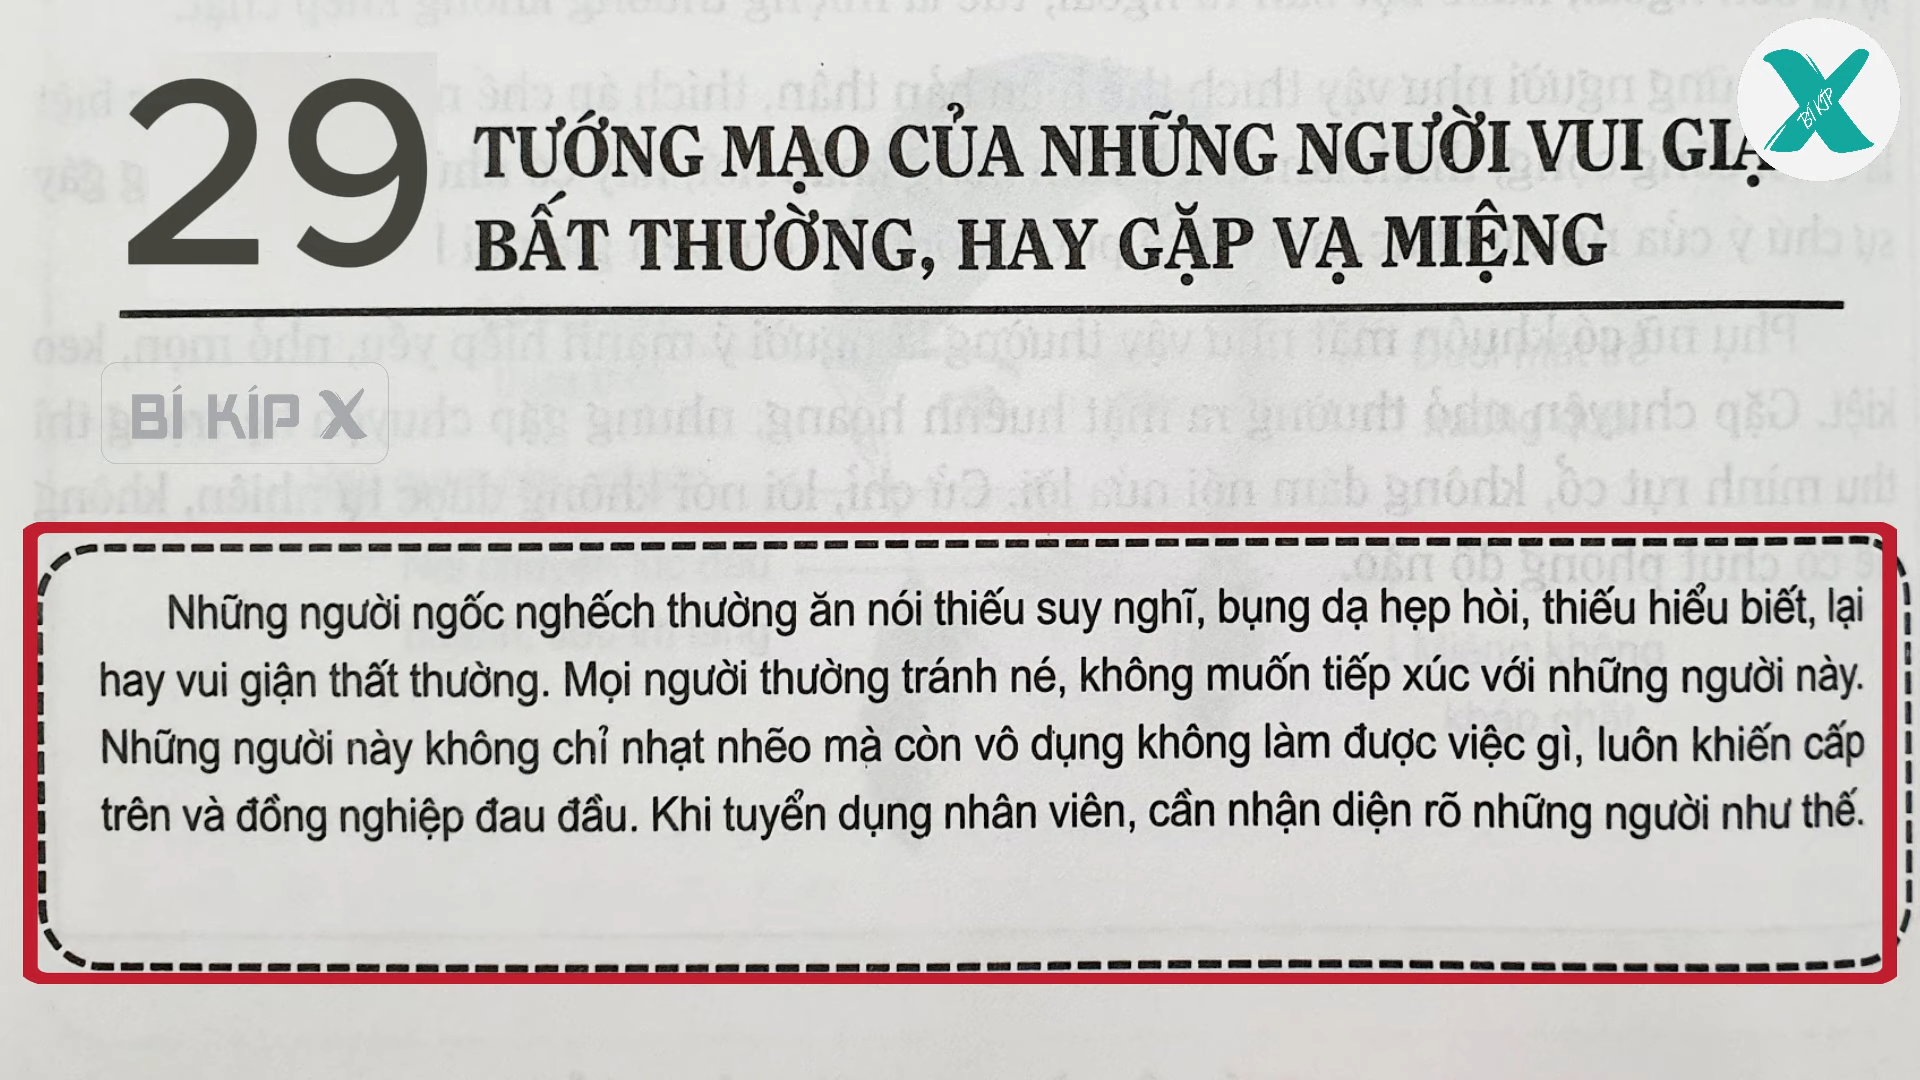 29
TƯỚNG MẠO CỦA NHỮNG NGƯỜI VUI
BẤT THƯỜNG, HAY GẶP VẠ MIỆNG
BÍ KÍP
BÍ KÍP X
Những người ngốc nghếch thường ăn nói thiếu suy nghĩ, bụng dạ hẹp hòi, thiếu hiểu biết, lại
hay vui giận thất thường. Mọi người thường tránh né, không muốn tiếp xúc với những người này.
Những người này không chỉ nhạt nhẽo mà còn vô dụng không làm được việc gì, luôn khiến cấp
trên và đồng nghiệp đau đầu. Khi tuyển dụng nhân viên, cần nhận diện rõ những người như thế.